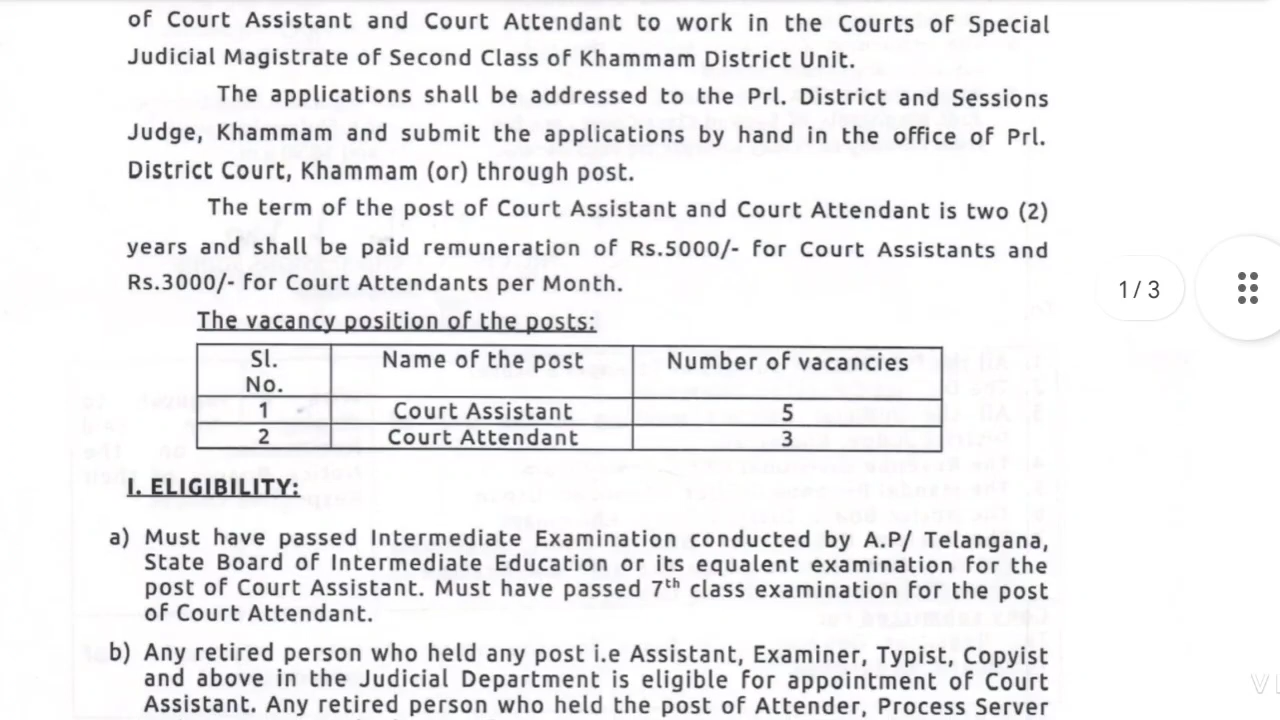 of Court Assistant and Court Attendant to work in the Courts of Special
Judicial Magistrate of Second Class of Khammam District Unit.
The applications shall be addressed to the Prl. District and Sessions
Judge, Khammam and submit the applications by hand in the office of Prl.
District Court, Khammam (or) through post.
The term of the post of Court Assistant and Court Attendant is two (2)
years and shall be paid remuneration of Rs.5000/- for Court Assistants and
Rs.3000/- for Court Attendants per Month.
The vacancy position of the posts:
Sl. No. Name of the post Number of vacancies
1 Court Assistant 5
2 Court Attendant 3
I. ELIGIBILITY:
a) Must have passed Intermediate Examination conducted by A.P/ Telangana,
State Board of Intermediate Education or its equalent examination for the
post of Court Assistant. Must have passed 7th class examination for the post
of Court Attendant.
b) Any retired person who held any post i.e Assistant, Examiner, Typist, Copyist
and above in the Judicial Department is eligible for appointment of Court
Assistant. Any retired person who held the post of Attender, Process Server
1 / 3